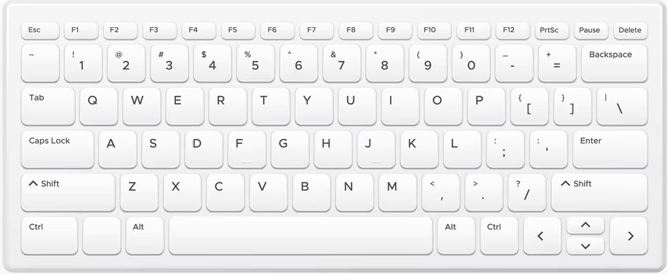 Esc F1 F2 F3 F4 F5 F6 F7 F8 F9 F10 F11 F12 PrtSc Pause Delete
~ ! 1 @ 2 # 3 $ 4 % 5 ^ 6 & 7 * 8 ( 9 ) 0 _ - + = Backspace
Tab Q W E R T Y U I O P { [ } ] | \
Caps Lock A S D F G H J K L : ; : ' Enter
^ Shift Z X C V B N M < , > . ? / ^ Shift
Ctrl Alt Alt Ctrl < ^ v >